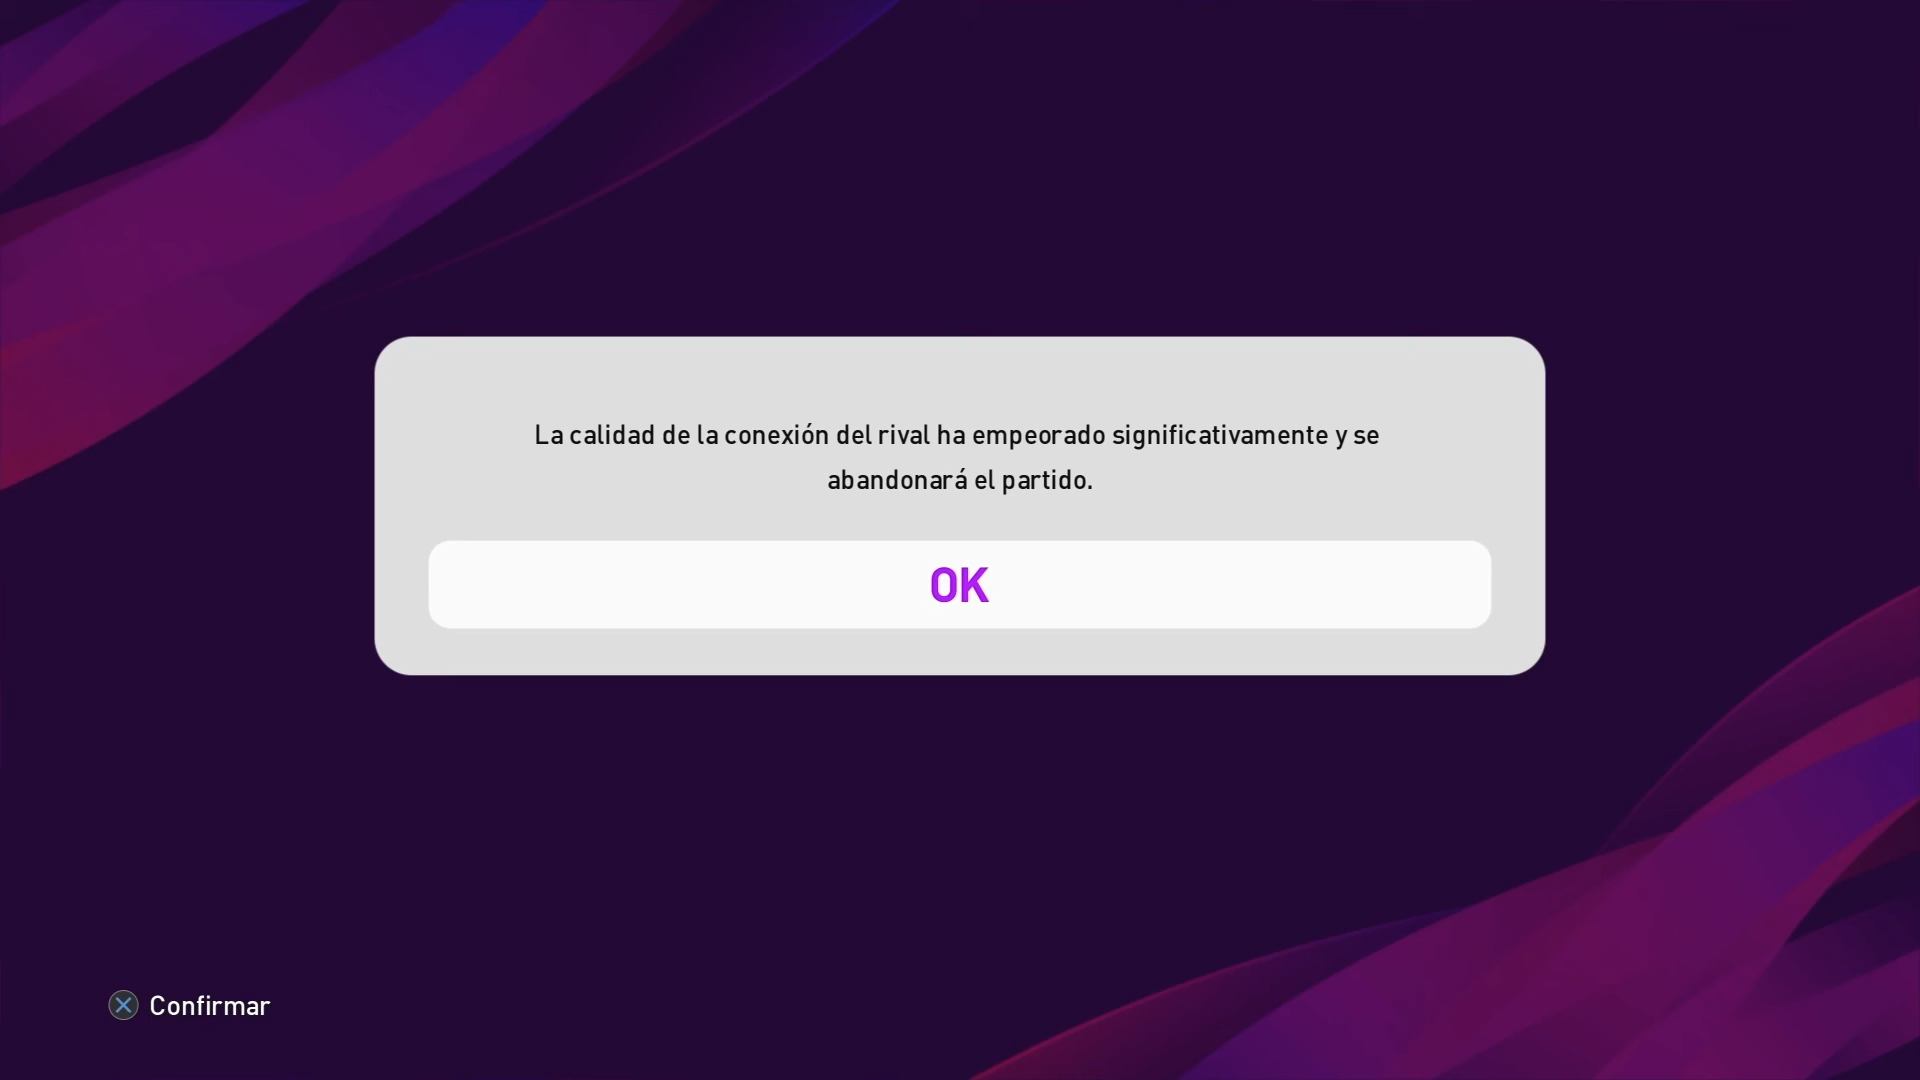 La calidad de la conexión del rival ha empeorado significativamente y se
abandonará el partido.
OK
Confirmar